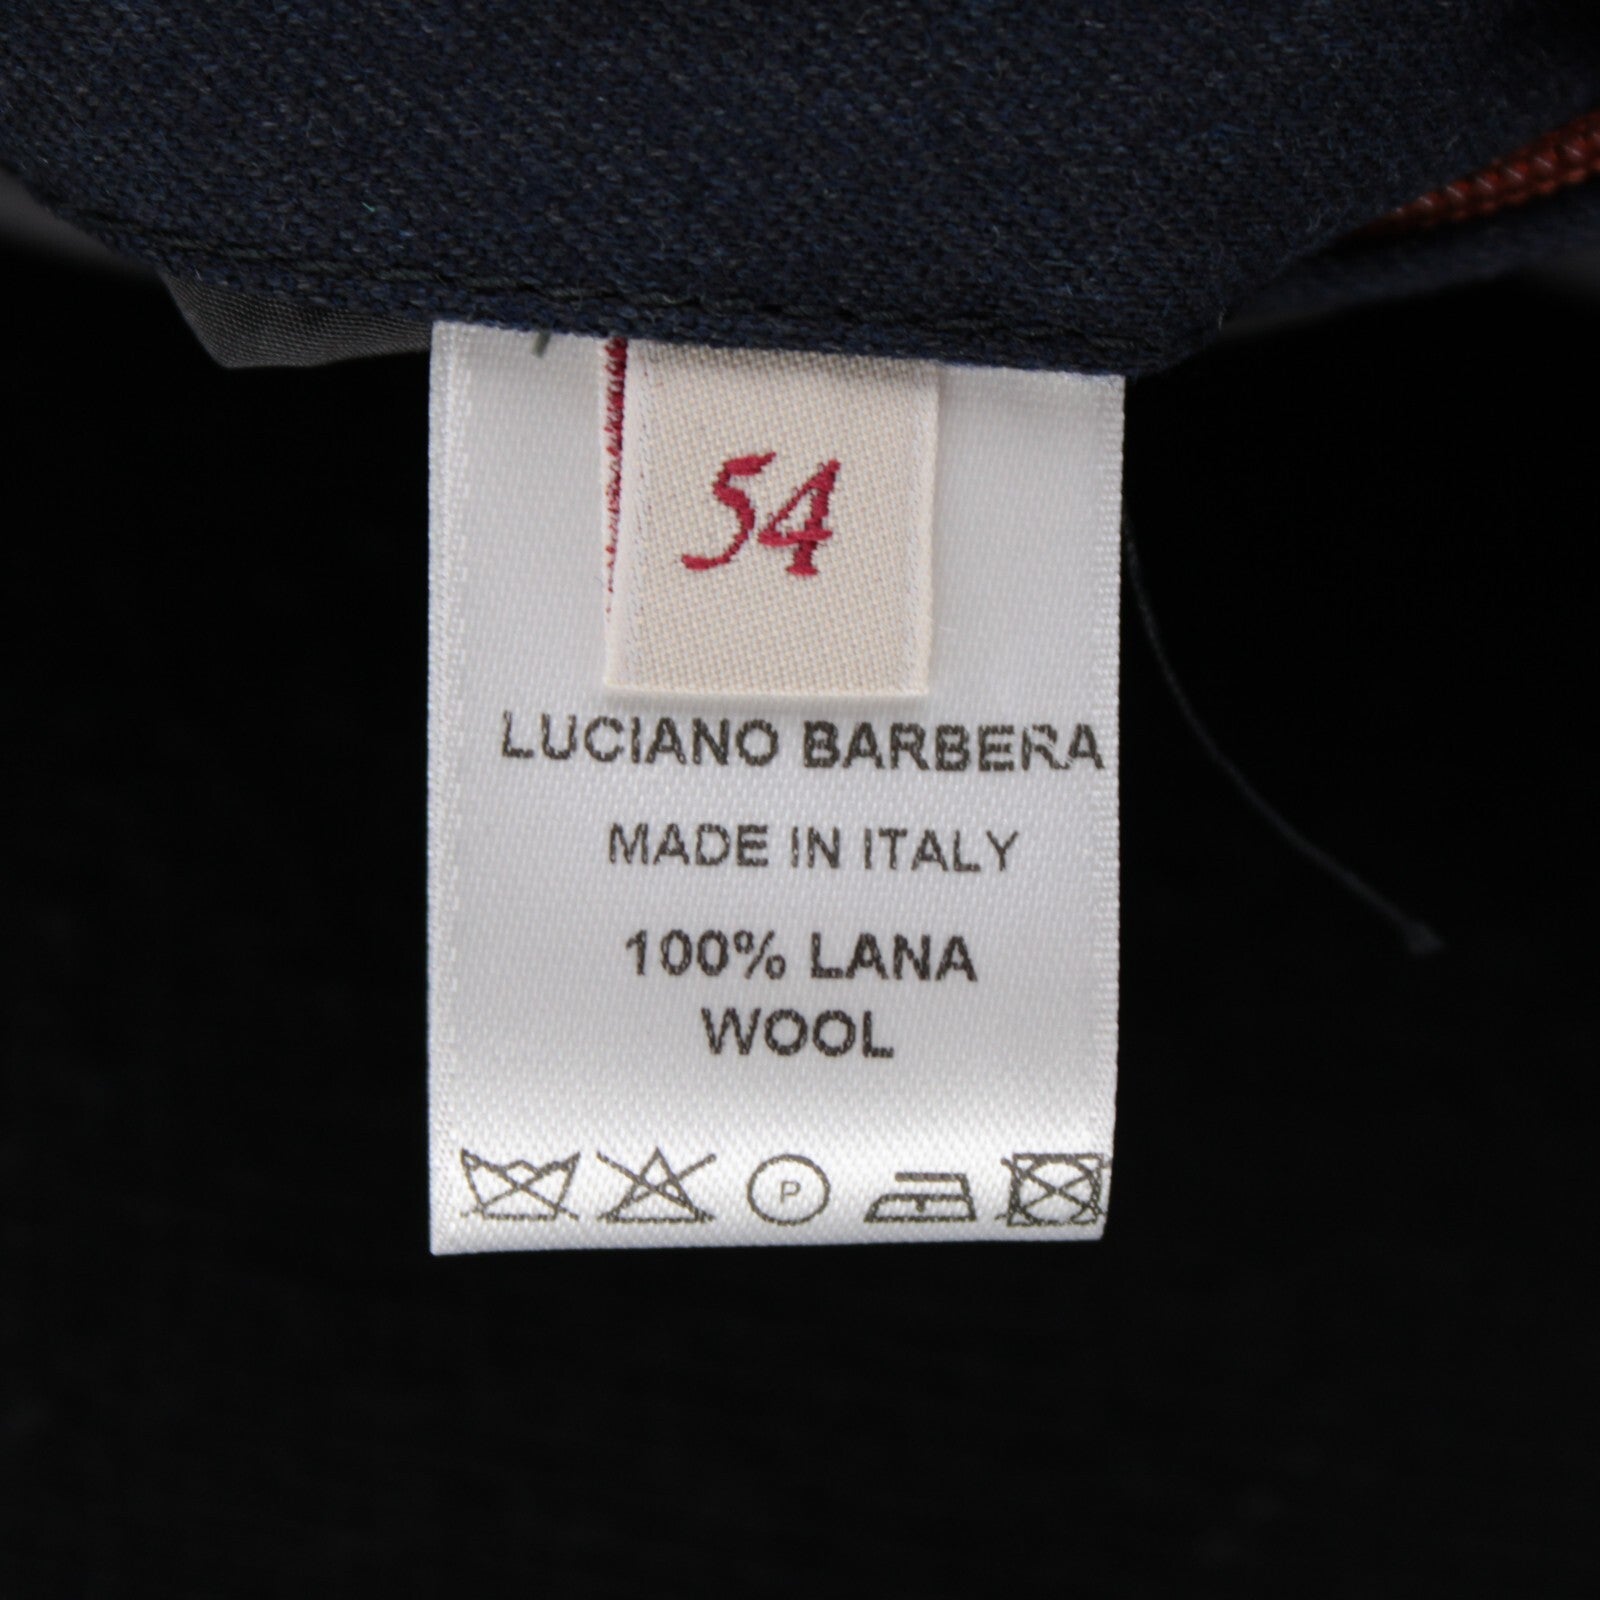 54
LUCIANO BARBERA
MADE IN ITALY
100% LANA
WOOL
P